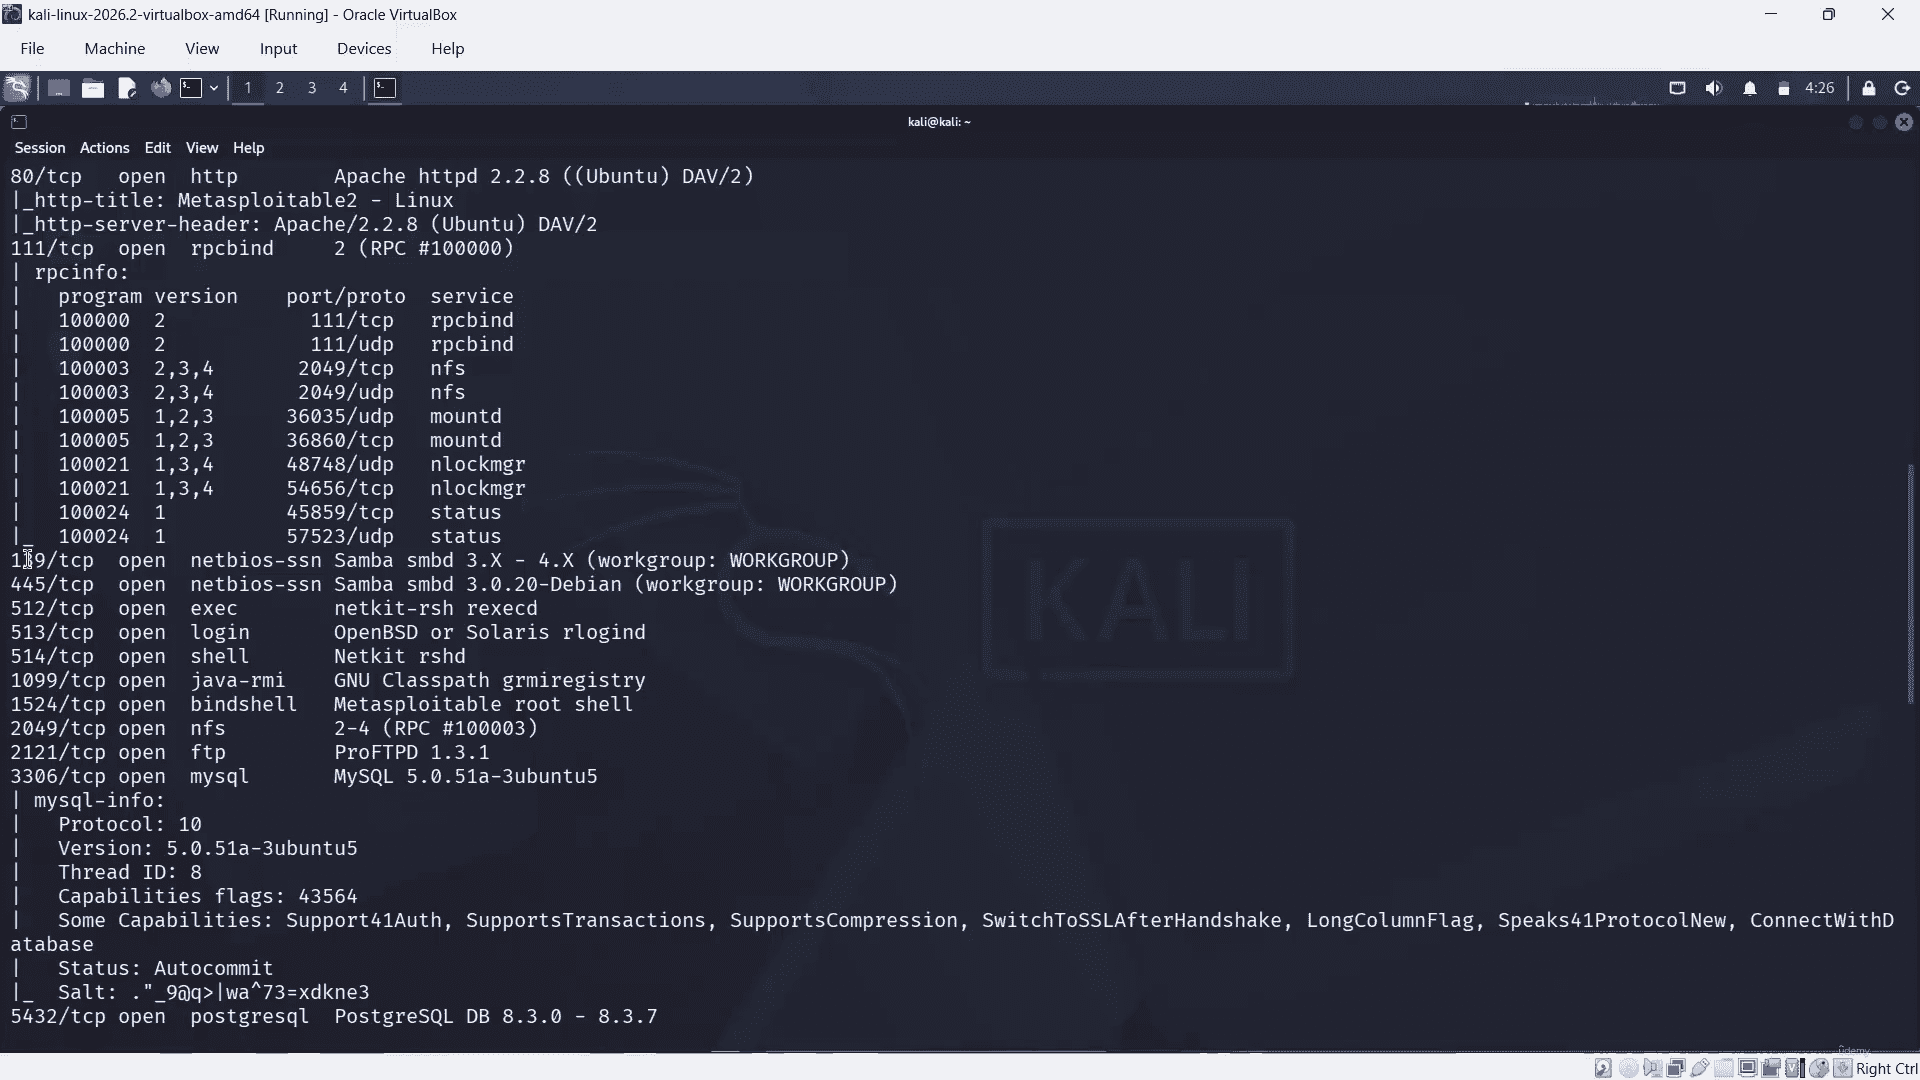 kali-linux-2026.2-virtualbox-amd64 [Running] - Oracle VirtualBox
File Machine View Input Devices Help
1 2 3 4 4:26
kali@kali: ~
Session Actions Edit View Help
80/tcp   open  http        Apache httpd 2.2.8 ((Ubuntu) DAV/2)
|_http-title: Metasploitable2 - Linux
|_http-server-header: Apache/2.2.8 (Ubuntu) DAV/2
111/tcp  open  rpcbind     2 (RPC #100000)
| rpcinfo:
|   program version    port/proto  service
|   100000  2            111/tcp   rpcbind
|   100000  2            111/udp   rpcbind
|   100003  2,3,4       2049/tcp   nfs
|   100003  2,3,4       2049/udp   nfs
|   100005  1,2,3      36035/udp   mountd
|   100005  1,2,3      36860/tcp   mountd
|   100021  1,3,4      48748/udp   nlockmgr
|   100021  1,3,4      54656/tcp   nlockmgr
|   100024  1          45859/tcp   status
|_  100024  1          57523/udp   status
139/tcp  open  netbios-ssn Samba smbd 3.X - 4.X (workgroup: WORKGROUP)
445/tcp  open  netbios-ssn Samba smbd 3.0.20-Debian (workgroup: WORKGROUP)
512/tcp  open  exec        netkit-rsh rexecd
513/tcp  open  login       OpenBSD or Solaris rlogind
514/tcp  open  shell       Netkit rshd
1099/tcp open  java-rmi    GNU Classpath grmiregistry
1524/tcp open  bindshell   Metasploitable root shell
2049/tcp open  nfs         2-4 (RPC #100003)
2121/tcp open  ftp         ProFTPD 1.3.1
3306/tcp open  mysql       MySQL 5.0.51a-3ubuntu5
| mysql-info:
|   Protocol: 10
|   Version: 5.0.51a-3ubuntu5
|   Thread ID: 8
|   Capabilities flags: 43564
|   Some Capabilities: Support41Auth, SupportsTransactions, SupportsCompression, SwitchToSSLAfterHandshake, LongColumnFlag, Speaks41ProtocolNew, ConnectWithD
atabase
|   Status: Autocommit
|_  Salt: ."_9@q>|wa^73=xdkne3
5432/tcp open  postgresql  PostgreSQL DB 8.3.0 - 8.3.7
KALI
udemy
Right Ctrl